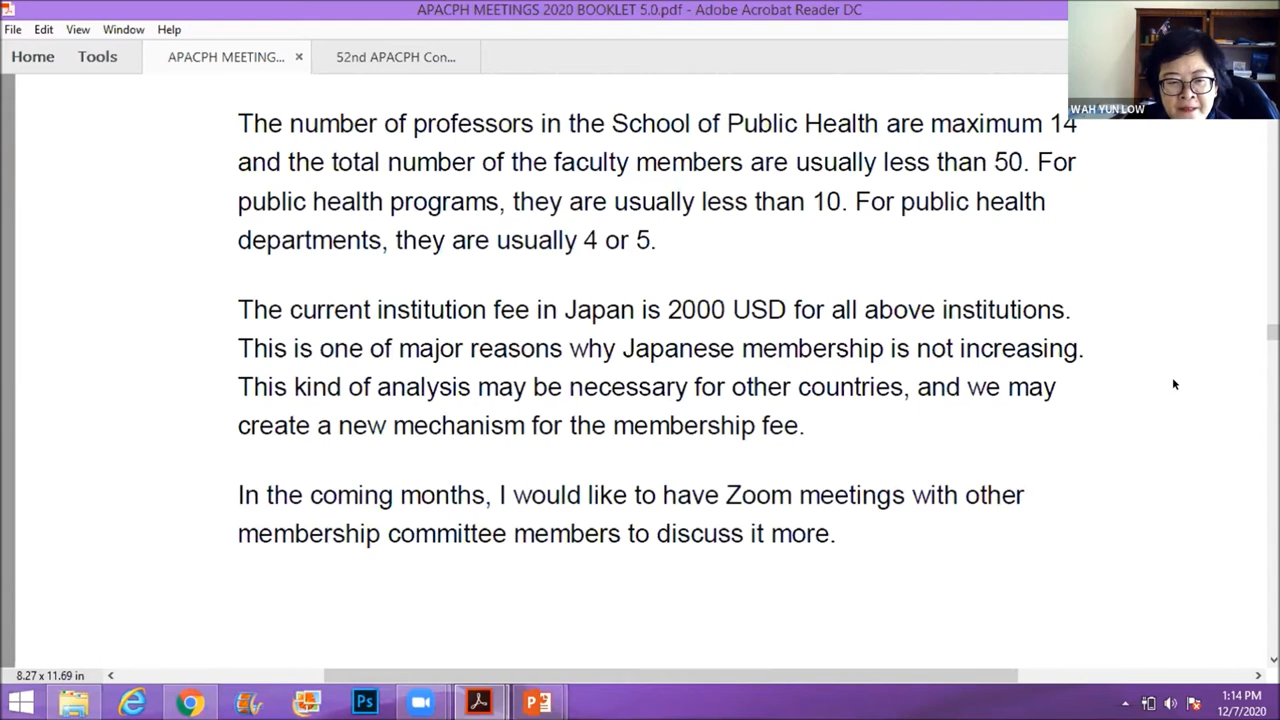 APACPH MEETINGS 2020 BOOKLET 5.0.pdf - Adobe Acrobat Reader DC
File Edit View Window Help
Home Tools APACPH MEETING... × 52nd APACPH Con...
WAH YUN LOW
The number of professors in the School of Public Health are maximum 14
and the total number of the faculty members are usually less than 50. For
public health programs, they are usually less than 10. For public health
departments, they are usually 4 or 5.
The current institution fee in Japan is 2000 USD for all above institutions.
This is one of major reasons why Japanese membership is not increasing.
This kind of analysis may be necessary for other countries, and we may
create a new mechanism for the membership fee.
In the coming months, I would like to have Zoom meetings with other
membership committee members to discuss it more.
8.27 x 11.69 in
Ps
1:14 PM
12/7/2020